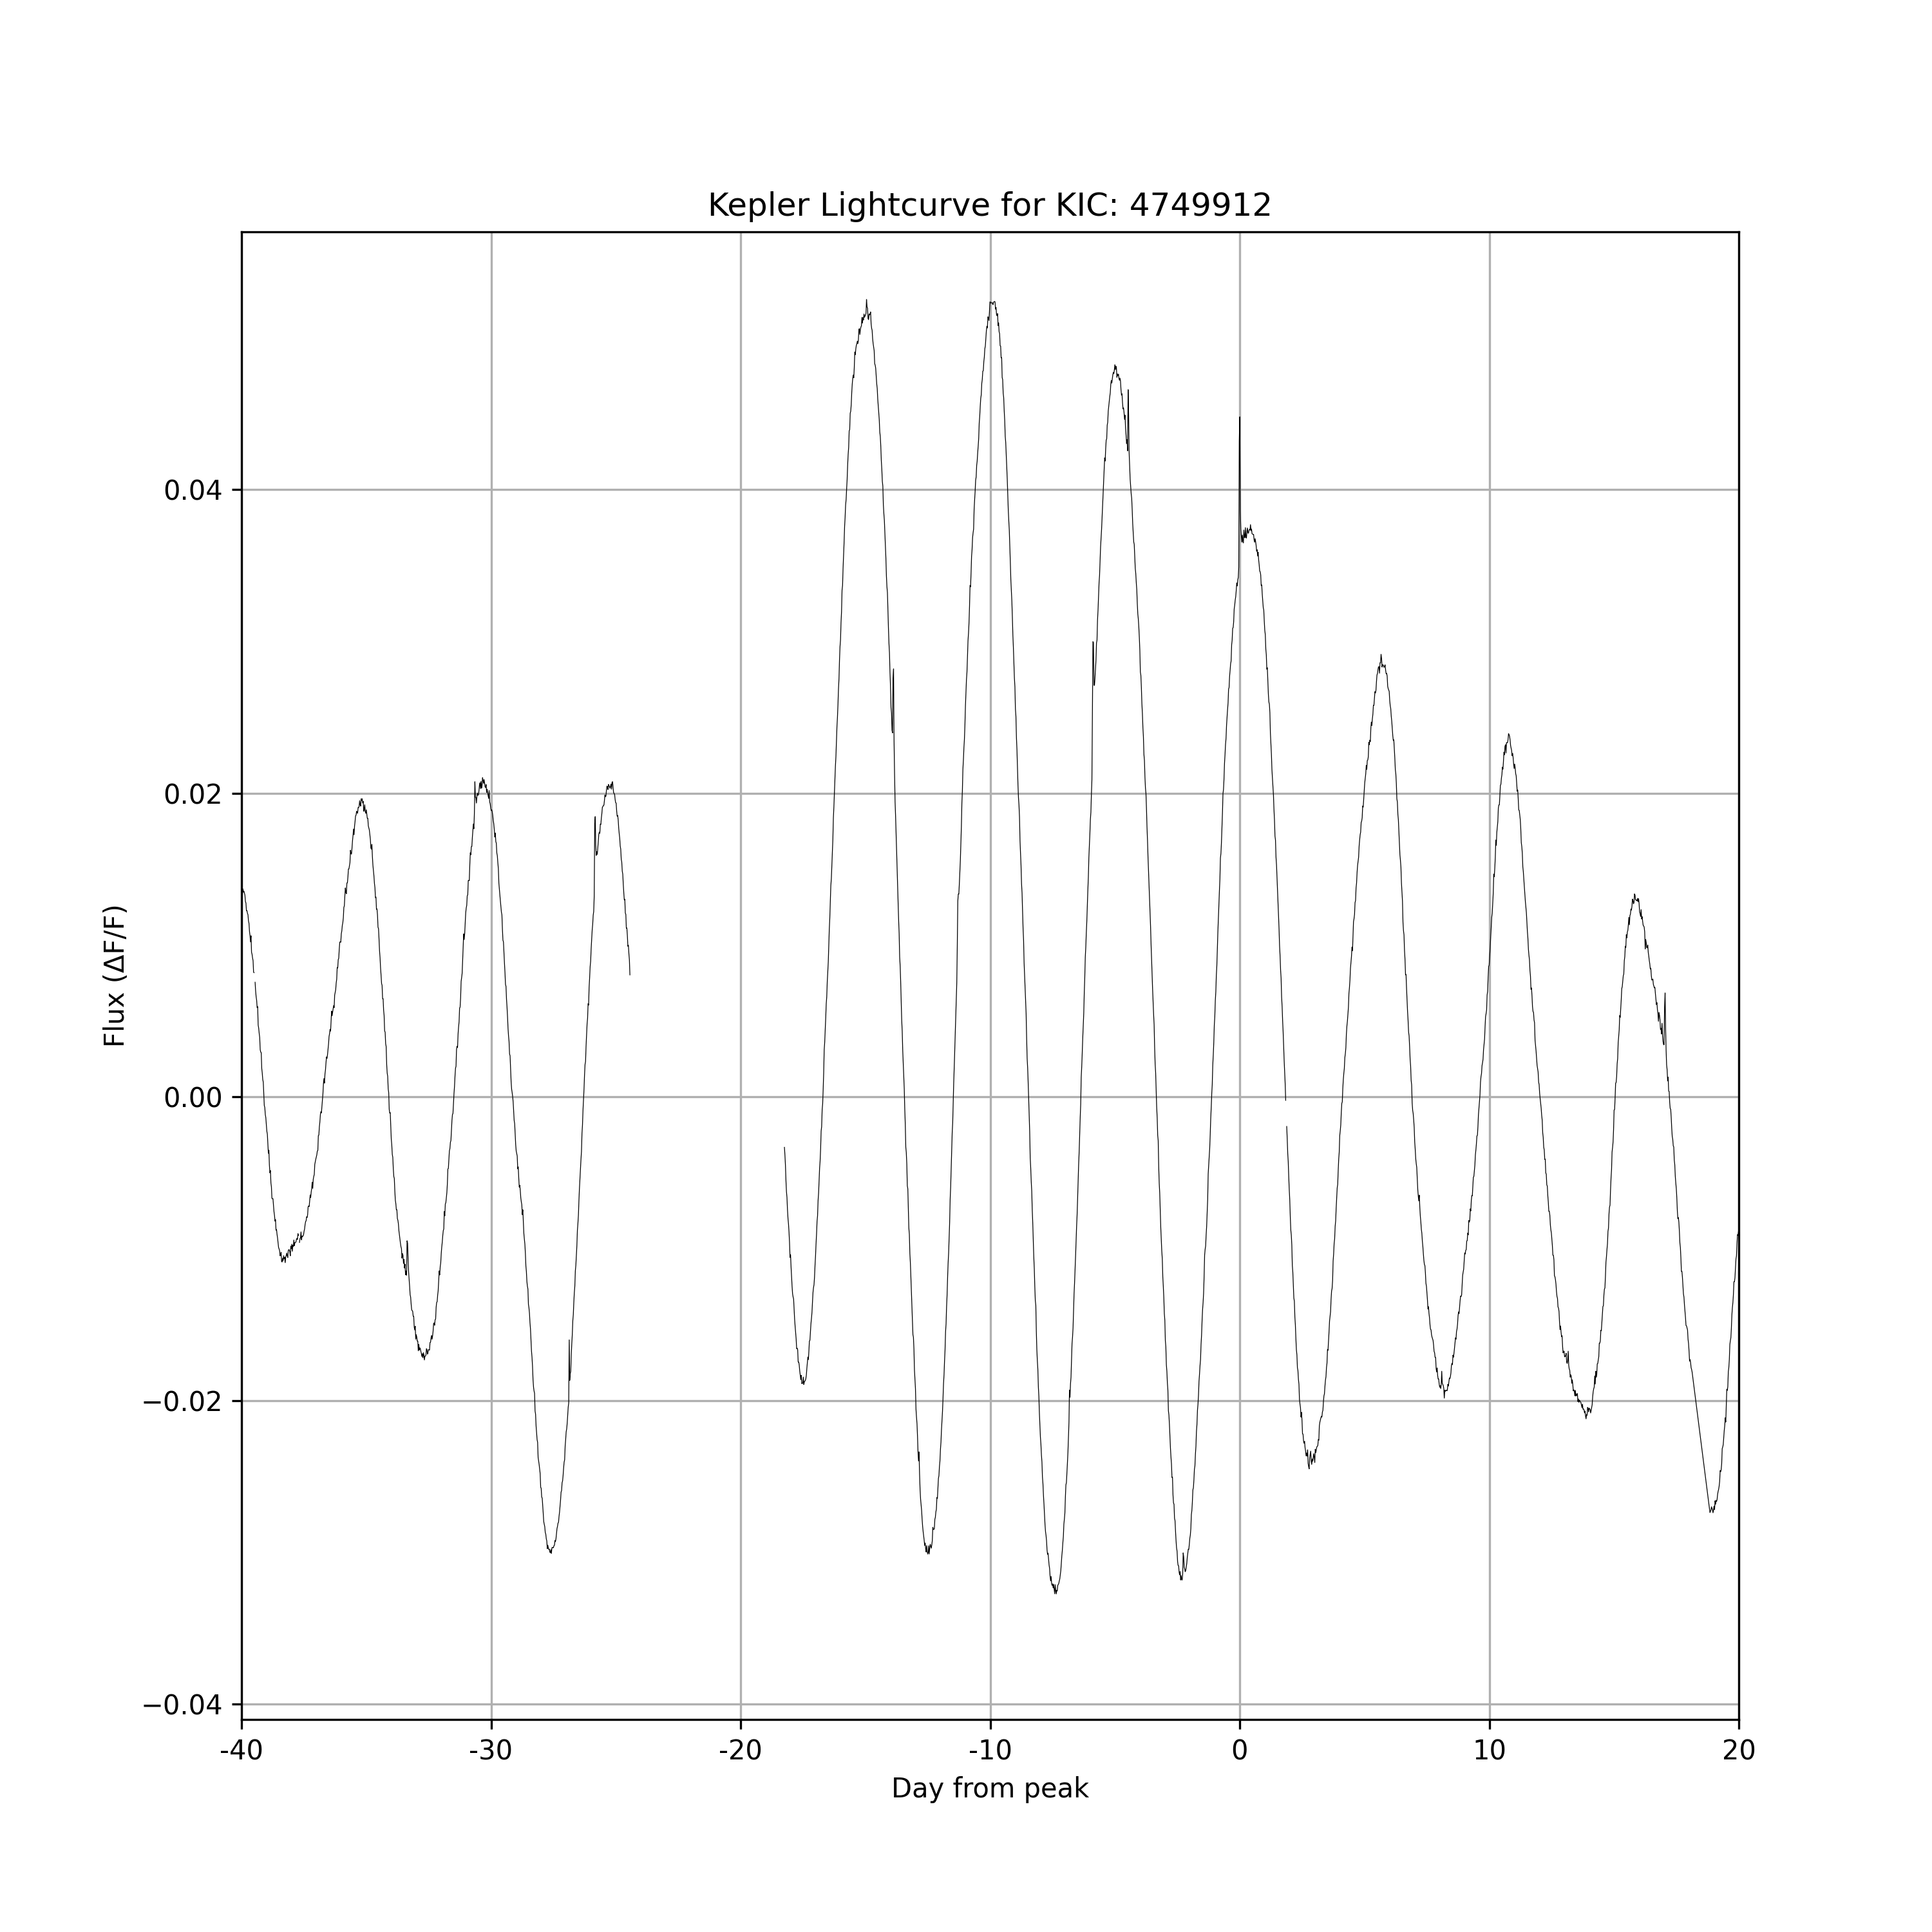 Kepler Lightcurve for KIC: 4749912
Flux (ΔF/F)
0.04
0.02
0.00
−0.02
−0.04
-40 -30 -20 -10 0 10 20
Day from peak